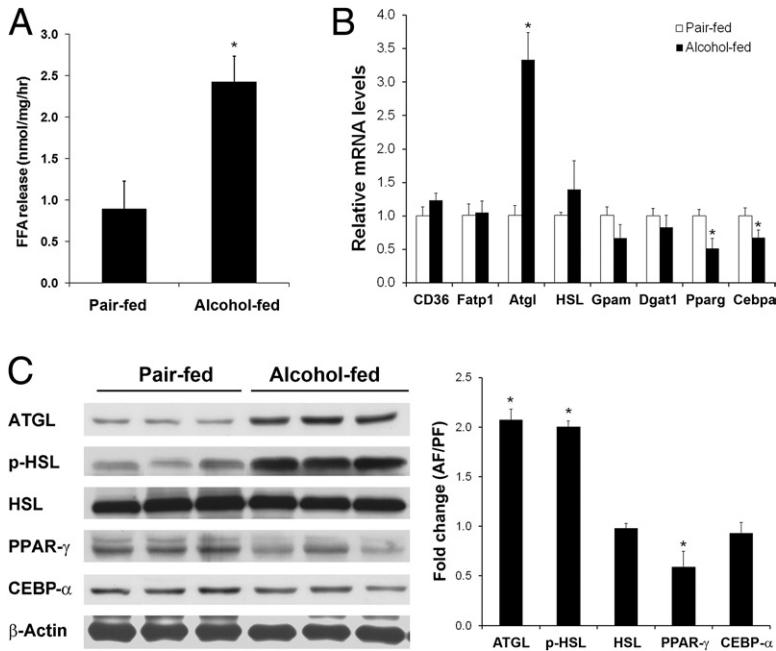 A
FFA release (nmol/mg/hr)
3.0
2.5
2.0
1.5
1.0
0.5
0.0
*
Pair-fed
Alcohol-fed
B
Relative mRNA levels
4.0
3.5
3.0
2.5
2.0
1.5
1.0
0.5
0.0
Pair-fed
Alcohol-fed
*
*
*
CD36 Fatp1 Atgl HSL Gpam Dgat1 Pparg Cebpa
C
Pair-fed Alcohol-fed
ATGL
p-HSL
HSL
PPAR-γ
CEBP-α
β-Actin
Fold change (AF/PF)
2.5
2.0
1.5
1.0
0.5
0.0
*
*
*
ATGL p-HSL HSL PPAR-γ CEBP-α